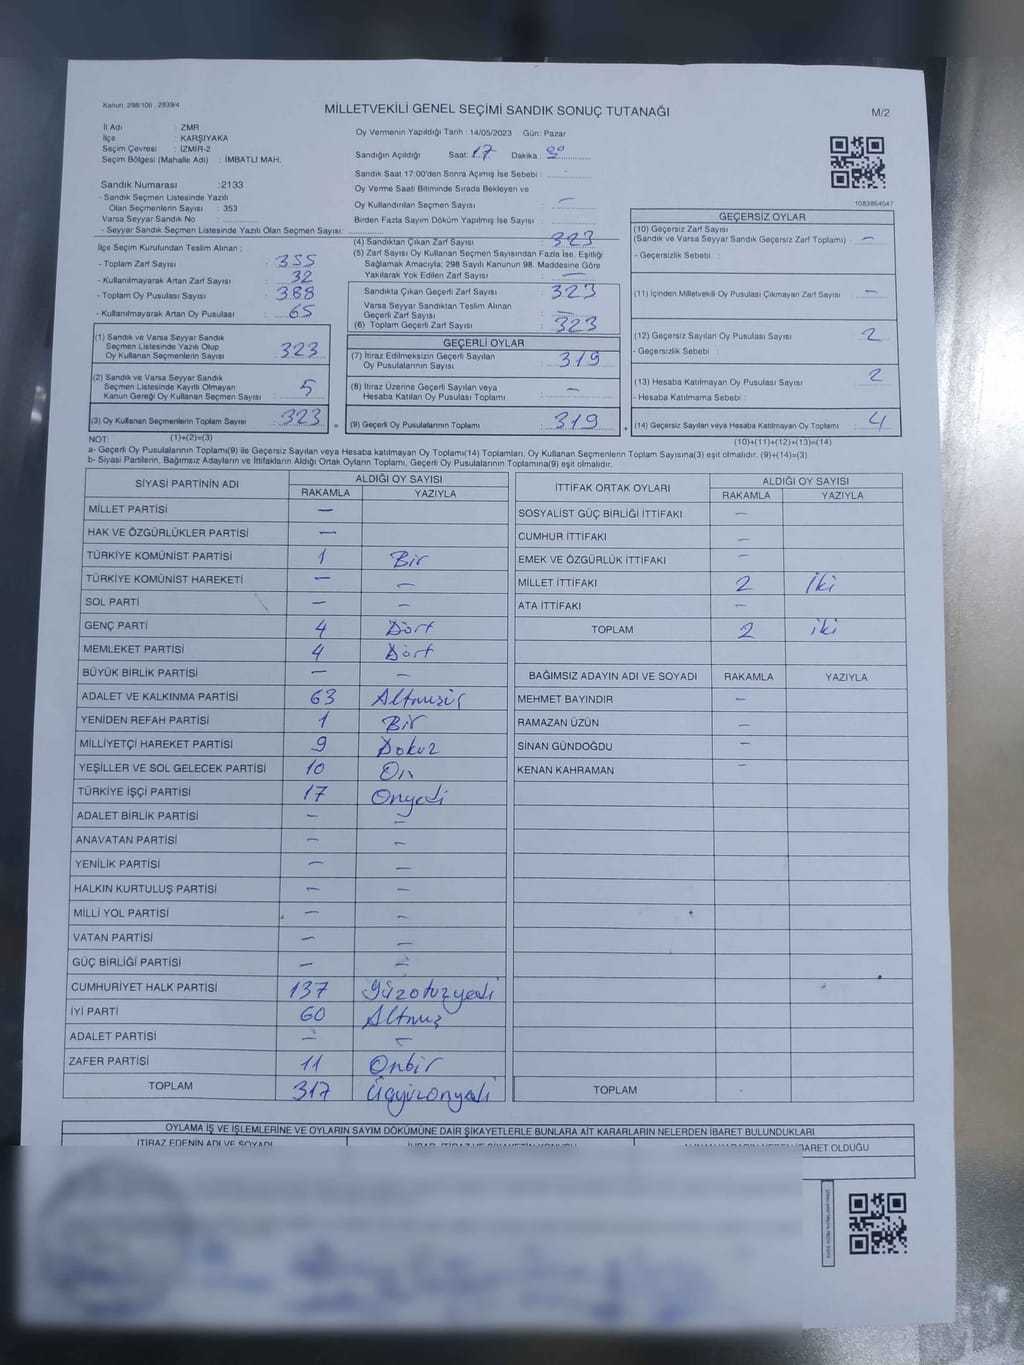 Kanun: 298/105 , 2839/4
MİLLETVEKİLİ GENEL SEÇİMİ SANDIK SONUÇ TUTANAĞI
M/2
İl Adı : ZMR
İlçe : KARŞIYAKA
Seçim Çevresi : İZMİR-2
Seçim Bölgesi (Mahalle Adı) : İMBATLI MAH.
Oy Vermenin Yapıldığı Tarih : 14/05/2023 Gün: Pazar
Sandığın Açıldığı Saat: 17 Dakika :
Sandık Saat 17:00'den Sonra Açılmış İse Sebebi :
Oy Verme Saati Bitiminde Sırada Bekleyen ve
Oy Kullandırılan Seçmen Sayısı : -
Birden Fazla Sayım Döküm Yapılmış İse Sayısı :
Sandık Numarası : 2133
- Sandık Seçmen Listesinde Yazılı
Olan Seçmenlerin Sayısı : 353
Varsa Seyyar Sandık No :
- Seyyar Sandık Seçmen Listesinde Yazılı Olan Seçmen Sayısı:
1083864547
İlçe Seçim Kurulundan Teslim Alınan ;
- Toplam Zarf Sayısı : 355
- Kullanılmayarak Artan Zarf Sayısı : 32
- Toplam Oy Pusulası Sayısı : 388
- Kullanılmayarak Artan Oy Pusulası : 65
(1) Sandık ve Varsa Seyyar Sandık
Seçmen Listesinde Yazılı Olup
Oy Kullanan Seçmenlerin Sayısı : 323
(2) Sandık ve Varsa Seyyar Sandık
Seçmen Listesinde Kayıtlı Olmayan
Kanun Gereği Oy Kullanan Seçmen Sayısı : 5
(3) Oy Kullanan Seçmenlerin Toplam Sayısı : 323
(1)+(2)=(3)
(4) Sandıktan Çıkan Zarf Sayısı : 323
(5) Zarf Sayısı Oy Kullanan Seçmen Sayısından Fazla İse, Eşitliği
Sağlamak Amacıyla; 298 Sayılı Kanunun 98. Maddesine Göre
Yakılarak Yok Edilen Zarf Sayısı : -
Sandıkta Çıkan Geçerli Zarf Sayısı : 323
Varsa Seyyar Sandıktan Teslim Alınan
Geçerli Zarf Sayısı : -
(6) Toplam Geçerli Zarf Sayısı : 323
GEÇERLİ OYLAR
(7) İtiraz Edilmeksizin Geçerli Sayılan
Oy Pusulalarının Sayısı : 319
(8) İtiraz Üzerine Geçerli Sayılan veya
Hesaba Katılan Oy Pusulası Toplamı : -
= (9) Geçerli Oy Pusulalarının Toplamı : 319
GEÇERSİZ OYLAR
(10) Geçersiz Zarf Sayısı
(Sandık ve Varsa Seyyar Sandık Geçersiz Zarf Toplamı) : -
- Geçersizlik Sebebi :
(11) İçinden Milletvekili Oy Pusulası Çıkmayan Zarf Sayısı : -
(12) Geçersiz Sayılan Oy Pusulası Sayısı : 2
- Geçersizlik Sebebi :
(13) Hesaba Katılmayan Oy Pusulası Sayısı : 2
- Hesaba Katılmama Sebebi :
+ (14) Geçersiz Sayılan veya Hesaba Katılmayan Oy Toplamı : 4
(10)+(11)+(12)+(13)=(14)
NOT:
a- Geçerli Oy Pusulalarının Toplamı(9) ile Geçersiz Sayılan veya Hesaba katılmayan Oy Toplamı(14) Toplamları, Oy Kullanan Seçmenlerin Toplam Sayısına(3) eşit olmalıdır. (9)+(14)=(3)
b- Siyasi Partilerin, Bağımsız Adayların ve İttifakların Aldığı Ortak Oyların Toplamı, Geçerli Oy Pusulalarının Toplamına(9) eşit olmalıdır.
SİYASİ PARTİNİN ADI ALDIĞI OY SAYISI
RAKAMLA YAZIYLA
MİLLET PARTİSİ -
HAK VE ÖZGÜRLÜKLER PARTİSİ -
TÜRKİYE KOMÜNİST PARTİSİ 1 Bir
TÜRKİYE KOMÜNİST HAREKETİ - -
SOL PARTİ - -
GENÇ PARTİ 4 Dört
MEMLEKET PARTİSİ 4 Dört
BÜYÜK BİRLİK PARTİSİ - -
ADALET VE KALKINMA PARTİSİ 63
YENİDEN REFAH PARTİSİ 1 Bir
MİLLİYETÇİ HAREKET PARTİSİ 9 Dokuz
YEŞİLLER VE SOL GELECEK PARTİSİ 10 On
TÜRKİYE İŞÇİ PARTİSİ 17 Onyedi
ADALET BİRLİK PARTİSİ - -
ANAVATAN PARTİSİ - -
YENİLİK PARTİSİ - -
HALKIN KURTULUŞ PARTİSİ - -
MİLLİ YOL PARTİSİ - -
VATAN PARTİSİ - -
GÜÇ BİRLİĞİ PARTİSİ - -
CUMHURİYET HALK PARTİSİ 137 Yüzotuzyedi
İYİ PARTİ 60 Altmış
ADALET PARTİSİ - -
ZAFER PARTİSİ 11 Onbir
TOPLAM 317 Üçyüzonyedi
İTTİFAK ORTAK OYLARI ALDIĞI OY SAYISI
RAKAMLA YAZIYLA
SOSYALİST GÜÇ BİRLİĞİ İTTİFAKI -
CUMHUR İTTİFAKI -
EMEK VE ÖZGÜRLÜK İTTİFAKI -
MİLLET İTTİFAKI 2 İki
ATA İTTİFAKI -
TOPLAM 2 iki
BAĞIMSIZ ADAYIN ADI VE SOYADI RAKAMLA YAZIYLA
MEHMET BAYINDIR -
RAMAZAN ÜZÜN -
SİNAN GÜNDOĞDU -
KENAN KAHRAMAN -
TOPLAM
OYLAMA İŞ VE İŞLEMLERİNE VE OYLARIN SAYIM DÖKÜMÜNE DAİR ŞİKAYETLERLE BUNLARA AİT KARARLARIN NELERDEN İBARET BULUNDUKLARI
İTİRAZ EDENİN ADI VE SOYADI
İBARET OLDUĞU